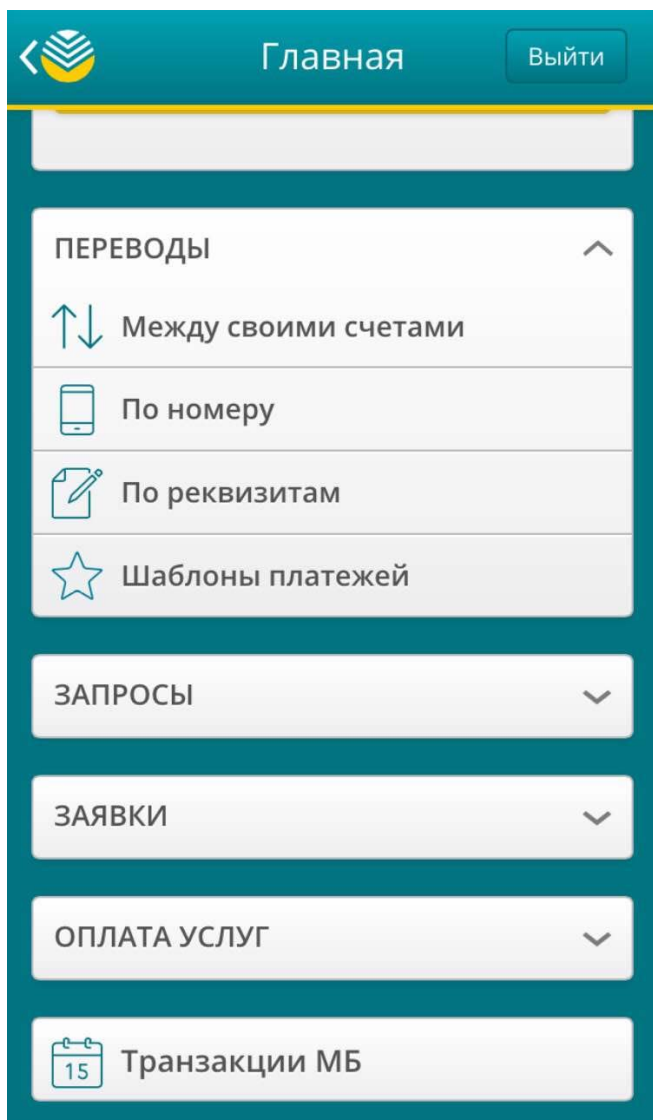 Главная
Выйти
ПЕРЕВОДЫ
Между своими счетами
По номеру
По реквизитам
Шаблоны платежей
ЗАПРОСЫ
ЗАЯВКИ
ОПЛАТА УСЛУГ
15
Транзакции МБ